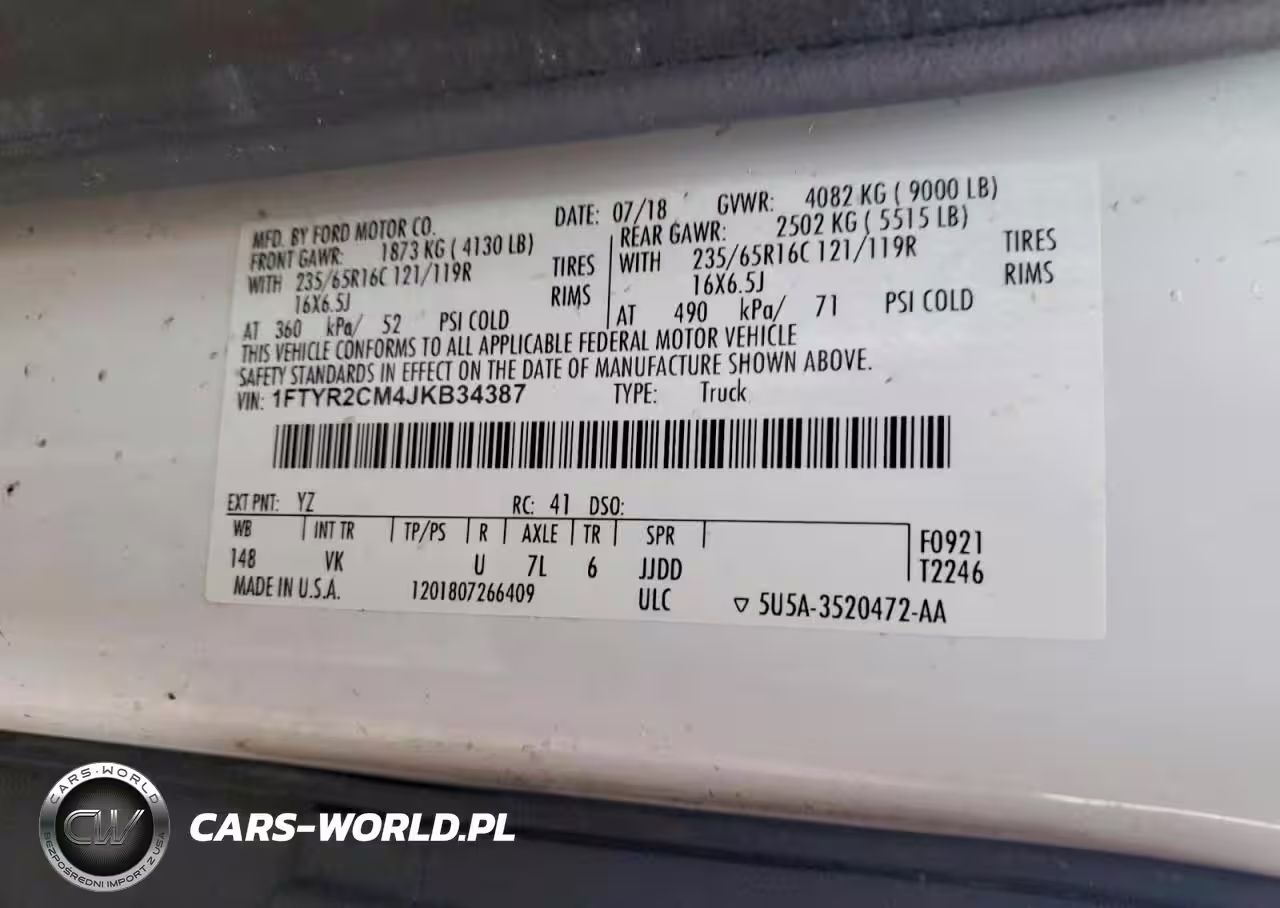 MFD. BY FORD MOTOR CO. DATE: 07/18 GVWR: 4082 KG ( 9000 LB)
FRONT GAWR: 1873 KG ( 4130 LB) REAR GAWR: 2502 KG ( 5515 LB)
WITH 235/65R16C 121/119R TIRES WITH 235/65R16C 121/119R TIRES
16X6.5J RIMS 16X6.5J RIMS
AT 360 kPa/ 52 PSI COLD AT 490 kPa/ 71 PSI COLD
THIS VEHICLE CONFORMS TO ALL APPLICABLE FEDERAL MOTOR VEHICLE
SAFETY STANDARDS IN EFFECT ON THE DATE OF MANUFACTURE SHOWN ABOVE.
VIN: 1FTYR2CM4JKB34387 TYPE: Truck
EXT PNT: YZ RC: 41 DSO:
WB INT TR TP/PS R AXLE TR SPR F0921
148 VK U 7L 6 JJDD T2246
MADE IN U.S.A. 1201807266409 ULC ▽ 5U5A-3520472-AA
CARS-WORLD
CW
BEZPOŚREDNI IMPORT Z USA
CARS-WORLD.PL